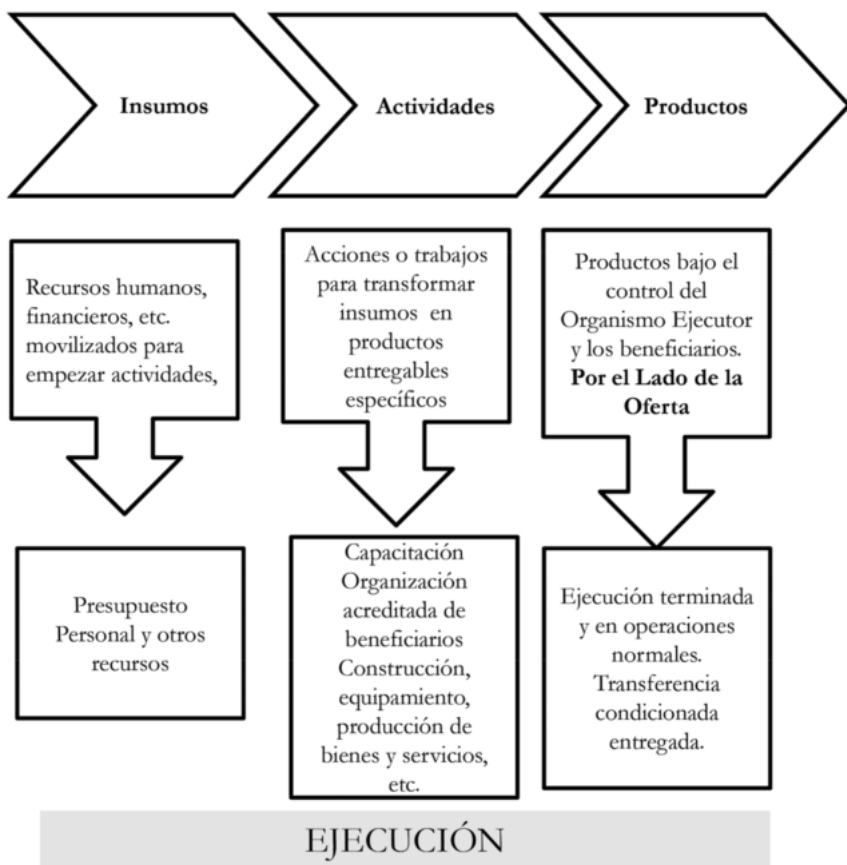 Insumos
Actividades
Productos
Recursos humanos,
financieros, etc.
movilizados para
empezar actividades,
Acciones o trabajos
para transformar
insumos en
productos
entregables
específicos
Productos bajo el
control del
Organismo Ejecutor
y los beneficiarios.
Por el Lado de la
Oferta
Presupuesto
Personal y otros
recursos
Capacitación
Organización
acreditada de
beneficiarios
Construcción,
equipamiento,
producción de
bienes y servicios,
etc.
Ejecución terminada
y en operaciones
normales.
Transferencia
condicionada
entregada.
EJECUCIÓN